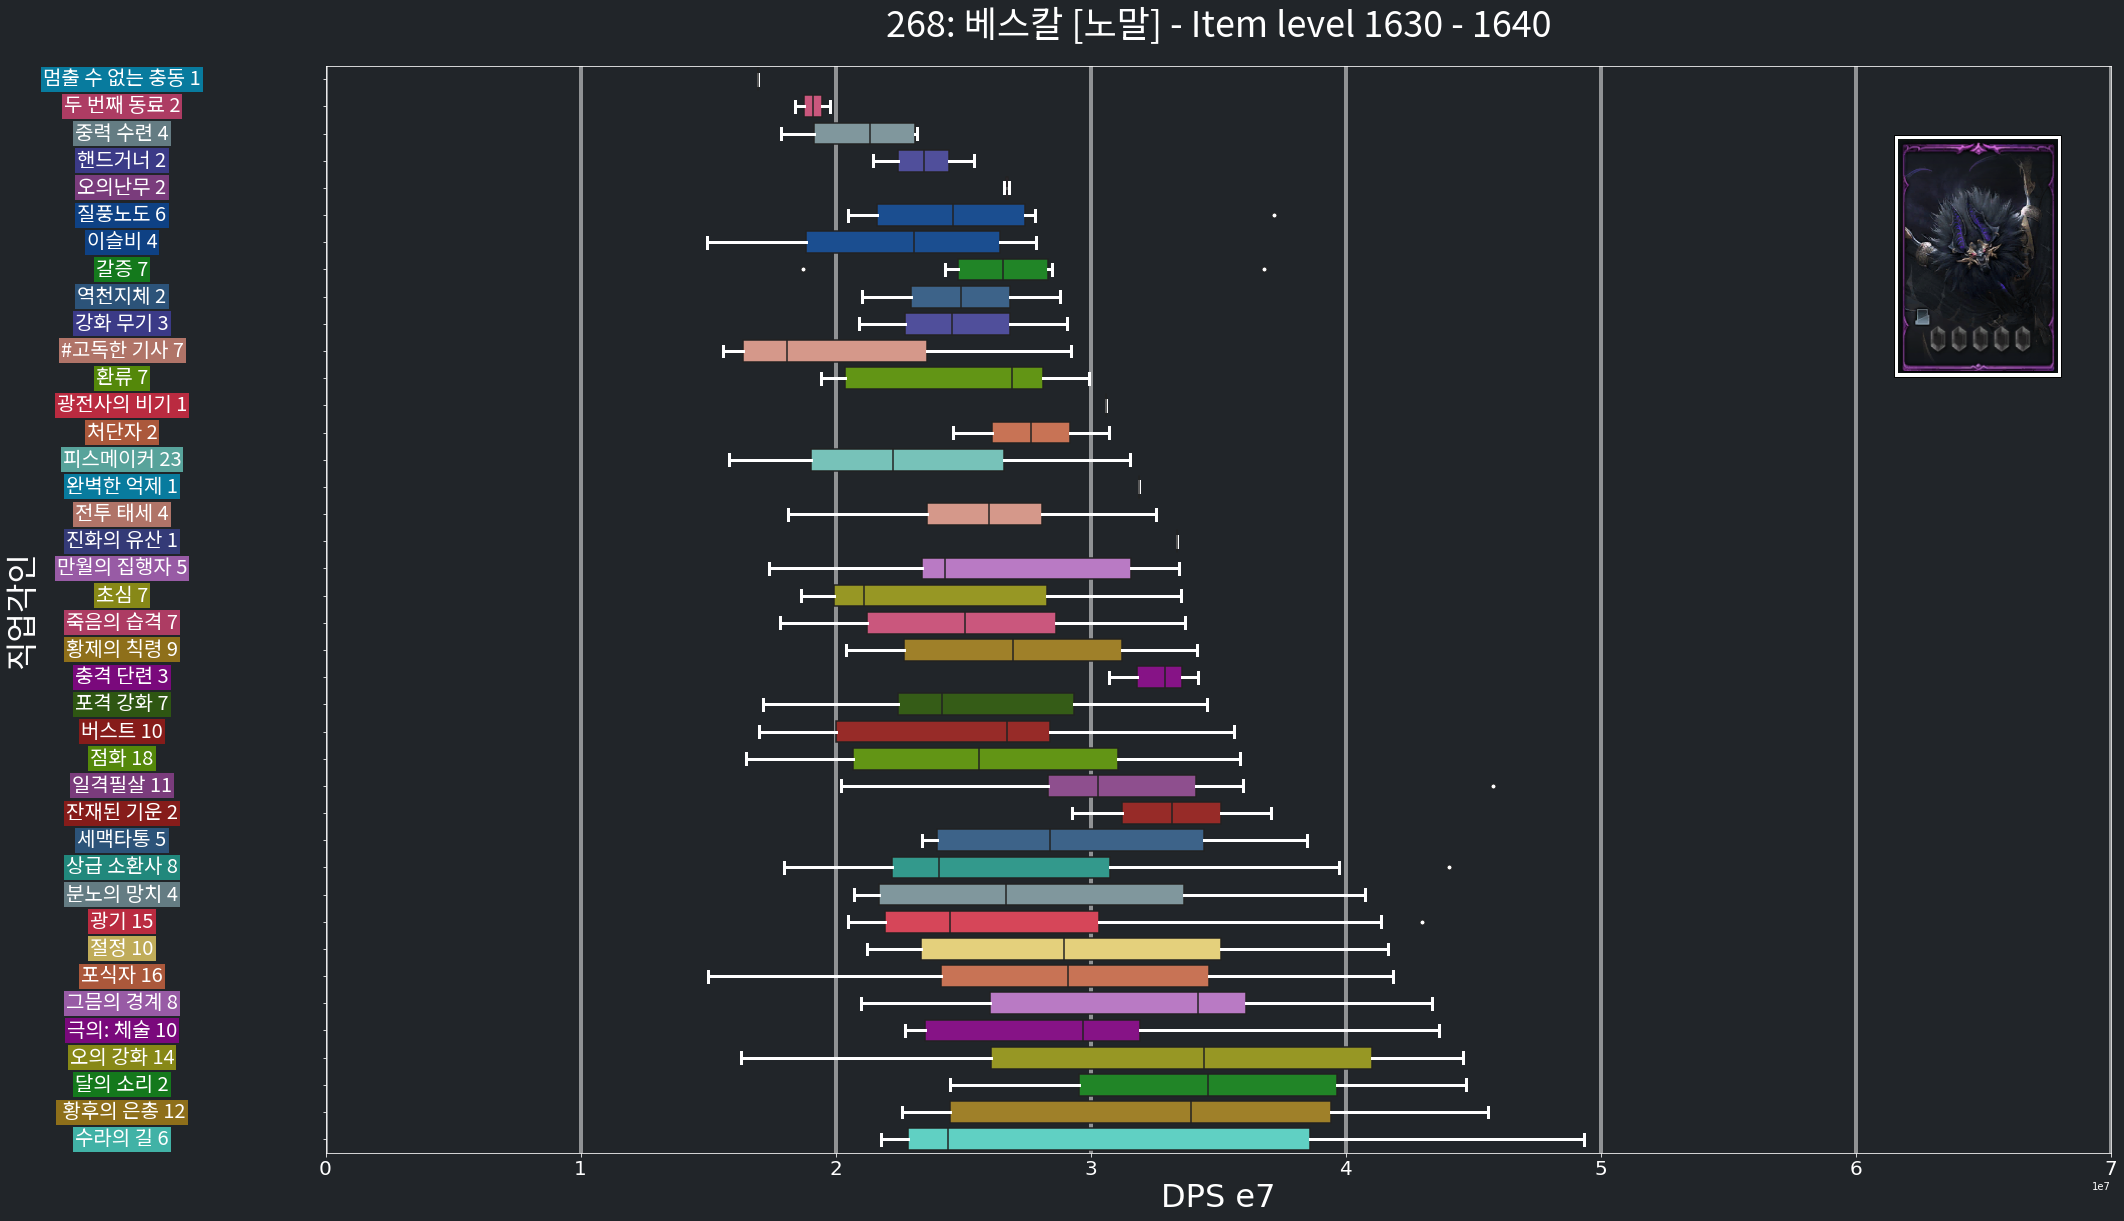 268: 베스칼 [노말] - Item level 1630 - 1640
멈출 수 없는 충동 1
두 번째 동료 2
중력 수련 4
핸드거너 2
오의난무 2
질풍노도 6
이슬비 4
갈증 7
역천지체 2
강화 무기 3
#고독한 기사 7
환류 7
광전사의 비기 1
처단자 2
피스메이커 23
완벽한 억제 1
전투 태세 4
진화의 유산 1
만월의 집행자 5
초심 7
죽음의 습격 7
황제의 칙령 9
충격 단련 3
포격 강화 7
버스트 10
점화 18
일격필살 11
잔재된 기운 2
세맥타통 5
상급 소환사 8
분노의 망치 4
광기 15
절정 10
포식자 16
그믐의 경계 8
극의: 체술 10
오의 강화 14
달의 소리 2
황후의 은총 12
수라의 길 6
직업각인
0 1 2 3 4 5 6 7
1e7
DPS e7